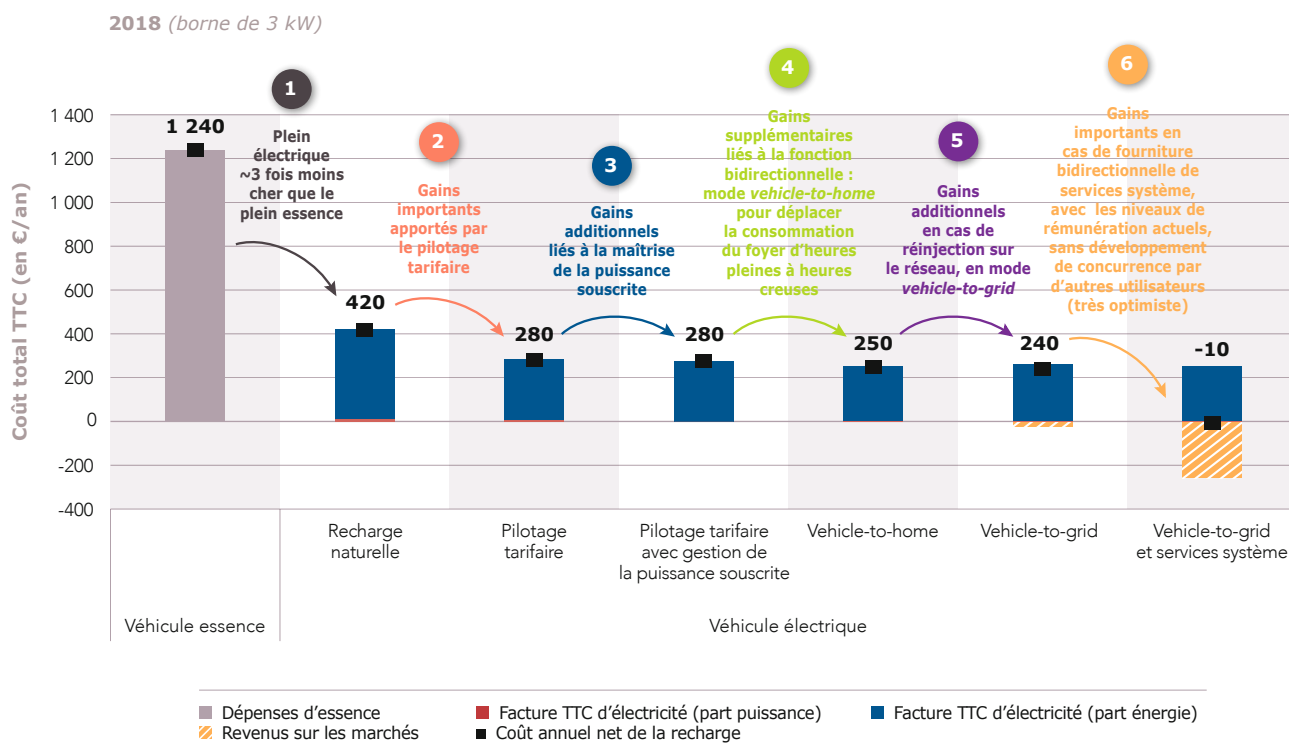 2018 (borne de 3 kW)
1
Plein
électrique
~3 fois moins
cher que le
plein essence
2
Gains
importants
apportés par
le pilotage
tarifaire
3
Gains
additionnels
liés à la maîtrise
de la puissance
souscrite
4
Gains
supplémentaires
liés à la fonction
bidirectionnelle :
mode vehicle-to-home
pour déplacer
la consommation
du foyer d'heures
pleines à heures
creuses
5
Gains
additionnels
en cas de
réinjection sur
le réseau, en mode
vehicle-to-grid
6
Gains
importants en
cas de fourniture
bidirectionnelle de
services système,
avec les niveaux de
rémunération actuels,
sans développement
de concurrence par
d'autres utilisateurs
(très optimiste)
Coût total TTC (en €/an)
1 400
1 200
1 000
800
600
400
200
0
-200
-400
1 240
420
280
280
250
240
-10
Recharge
naturelle
Pilotage
tarifaire
Pilotage tarifaire
avec gestion de
la puissance souscrite
Vehicle-to-home
Vehicle-to-grid
Vehicle-to-grid
et services système
Véhicule essence
Véhicule électrique
Dépenses d'essence
Facture TTC d'électricité (part puissance)
Facture TTC d'électricité (part énergie)
Revenus sur les marchés
Coût annuel net de la recharge